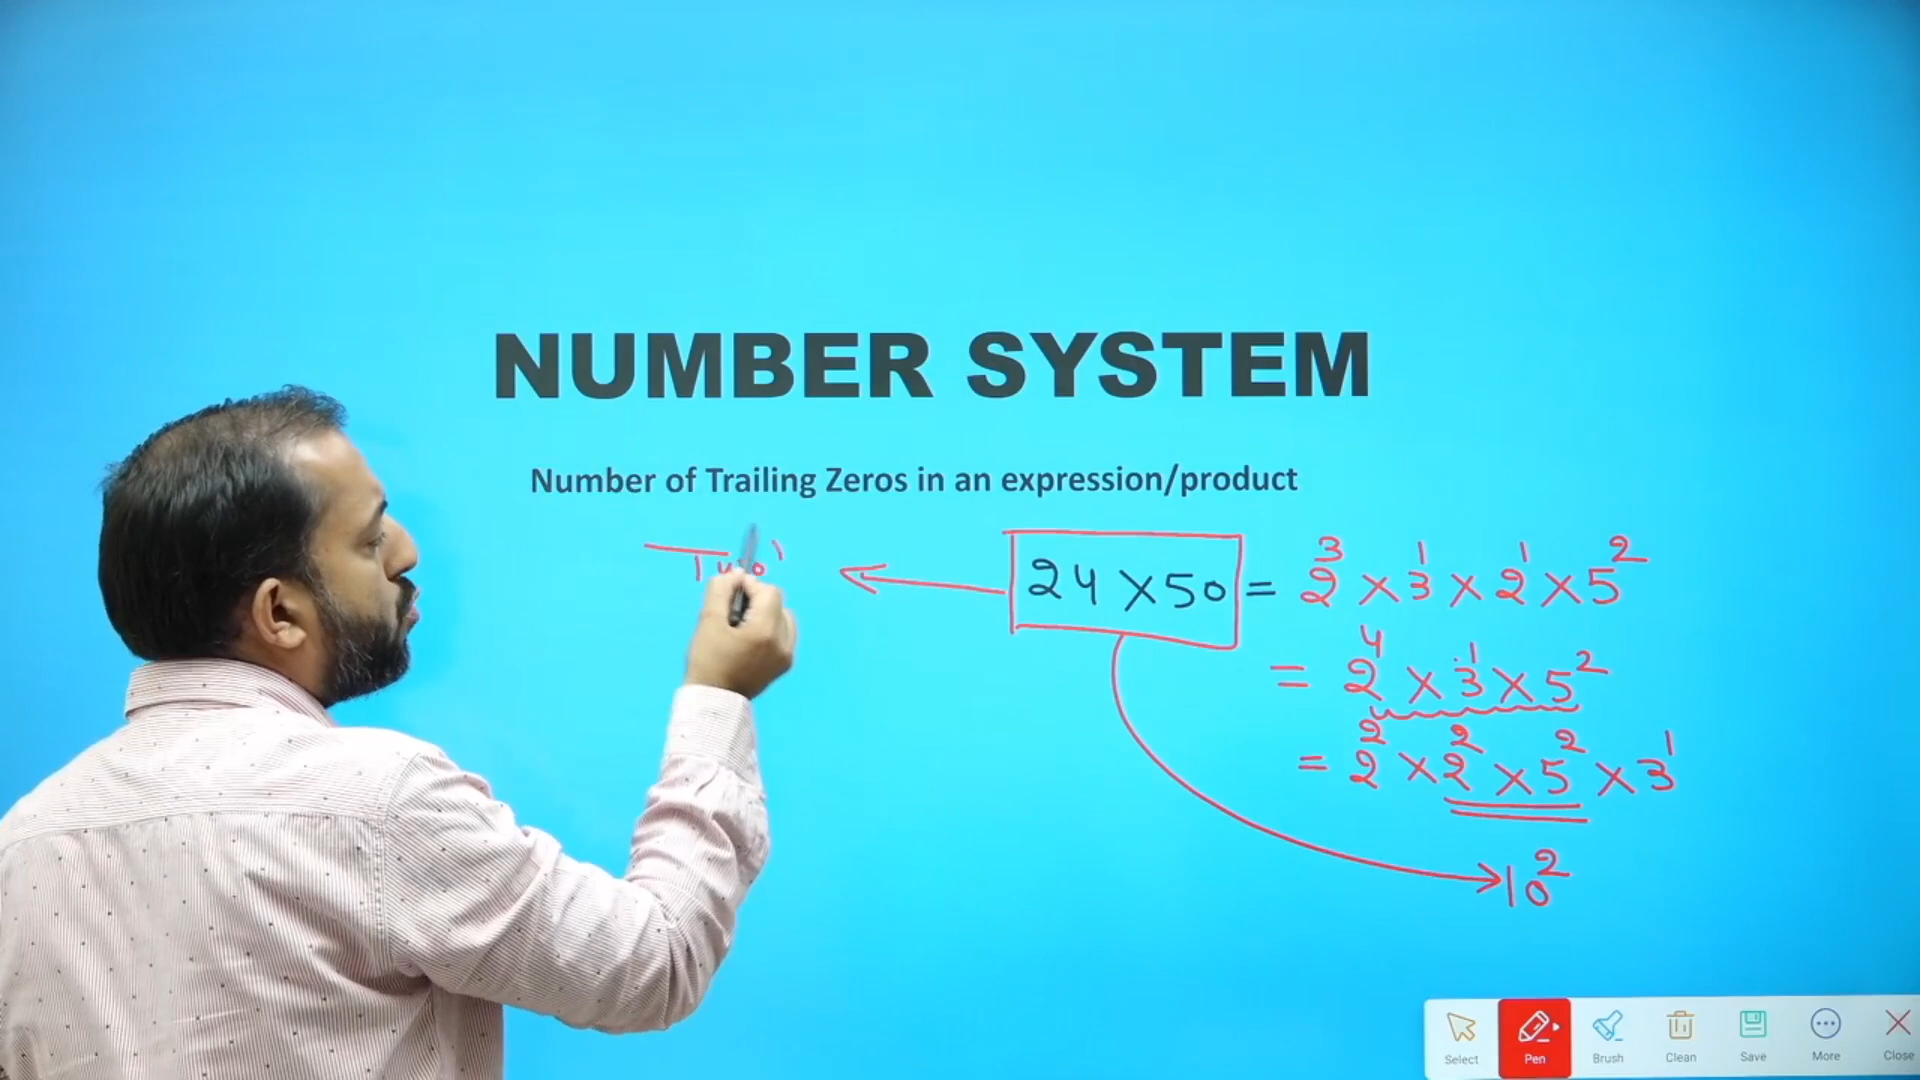 NUMBER SYSTEM
Number of Trailing Zeros in an expression/product
24 × 50 = 2³ × 3¹ × 2¹ × 5²
= 2⁴ × 3¹ × 5²
= 2² × 2² × 5² × 3¹
10²
Select
Pen
Brush
Clean
Save
More
Close